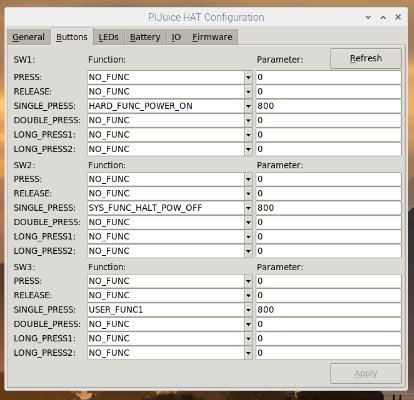 PiJuice HAT Configuration
General Buttons LEDs Battery IO Firmware
SW1: Function: Parameter: Refresh
PRESS: NO_FUNC 0
RELEASE: NO_FUNC 0
SINGLE_PRESS: HARD_FUNC_POWER_ON 800
DOUBLE_PRESS: NO_FUNC 0
LONG_PRESS1: NO_FUNC 0
LONG_PRESS2: NO_FUNC 0
SW2: Function: Parameter:
PRESS: NO_FUNC 0
RELEASE: NO_FUNC 0
SINGLE_PRESS: SYS_FUNC_HALT_POW_OFF 800
DOUBLE_PRESS: NO_FUNC 0
LONG_PRESS1: NO_FUNC 0
LONG_PRESS2: NO_FUNC 0
SW3: Function: Parameter:
PRESS: NO_FUNC 0
RELEASE: NO_FUNC 0
SINGLE_PRESS: USER_FUNC1 800
DOUBLE_PRESS: NO_FUNC 0
LONG_PRESS1: NO_FUNC 0
LONG_PRESS2: NO_FUNC 0
Apply